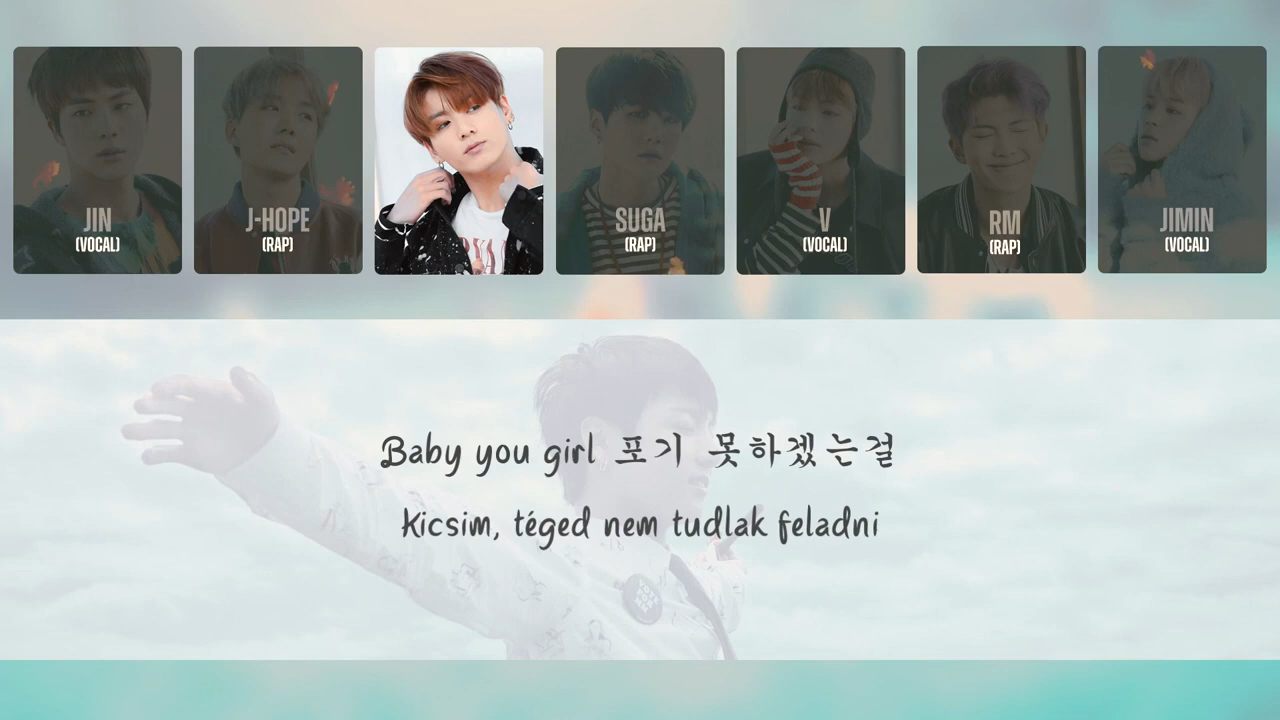 JIN
(VOCAL)
J-HOPE
(RAP)
SUGA
(RAP)
V
(VOCAL)
RM
(RAP)
JIMIN
(VOCAL)
Baby you girl 포기 못하겠는걸
Kicsim, téged nem tudlak feladni